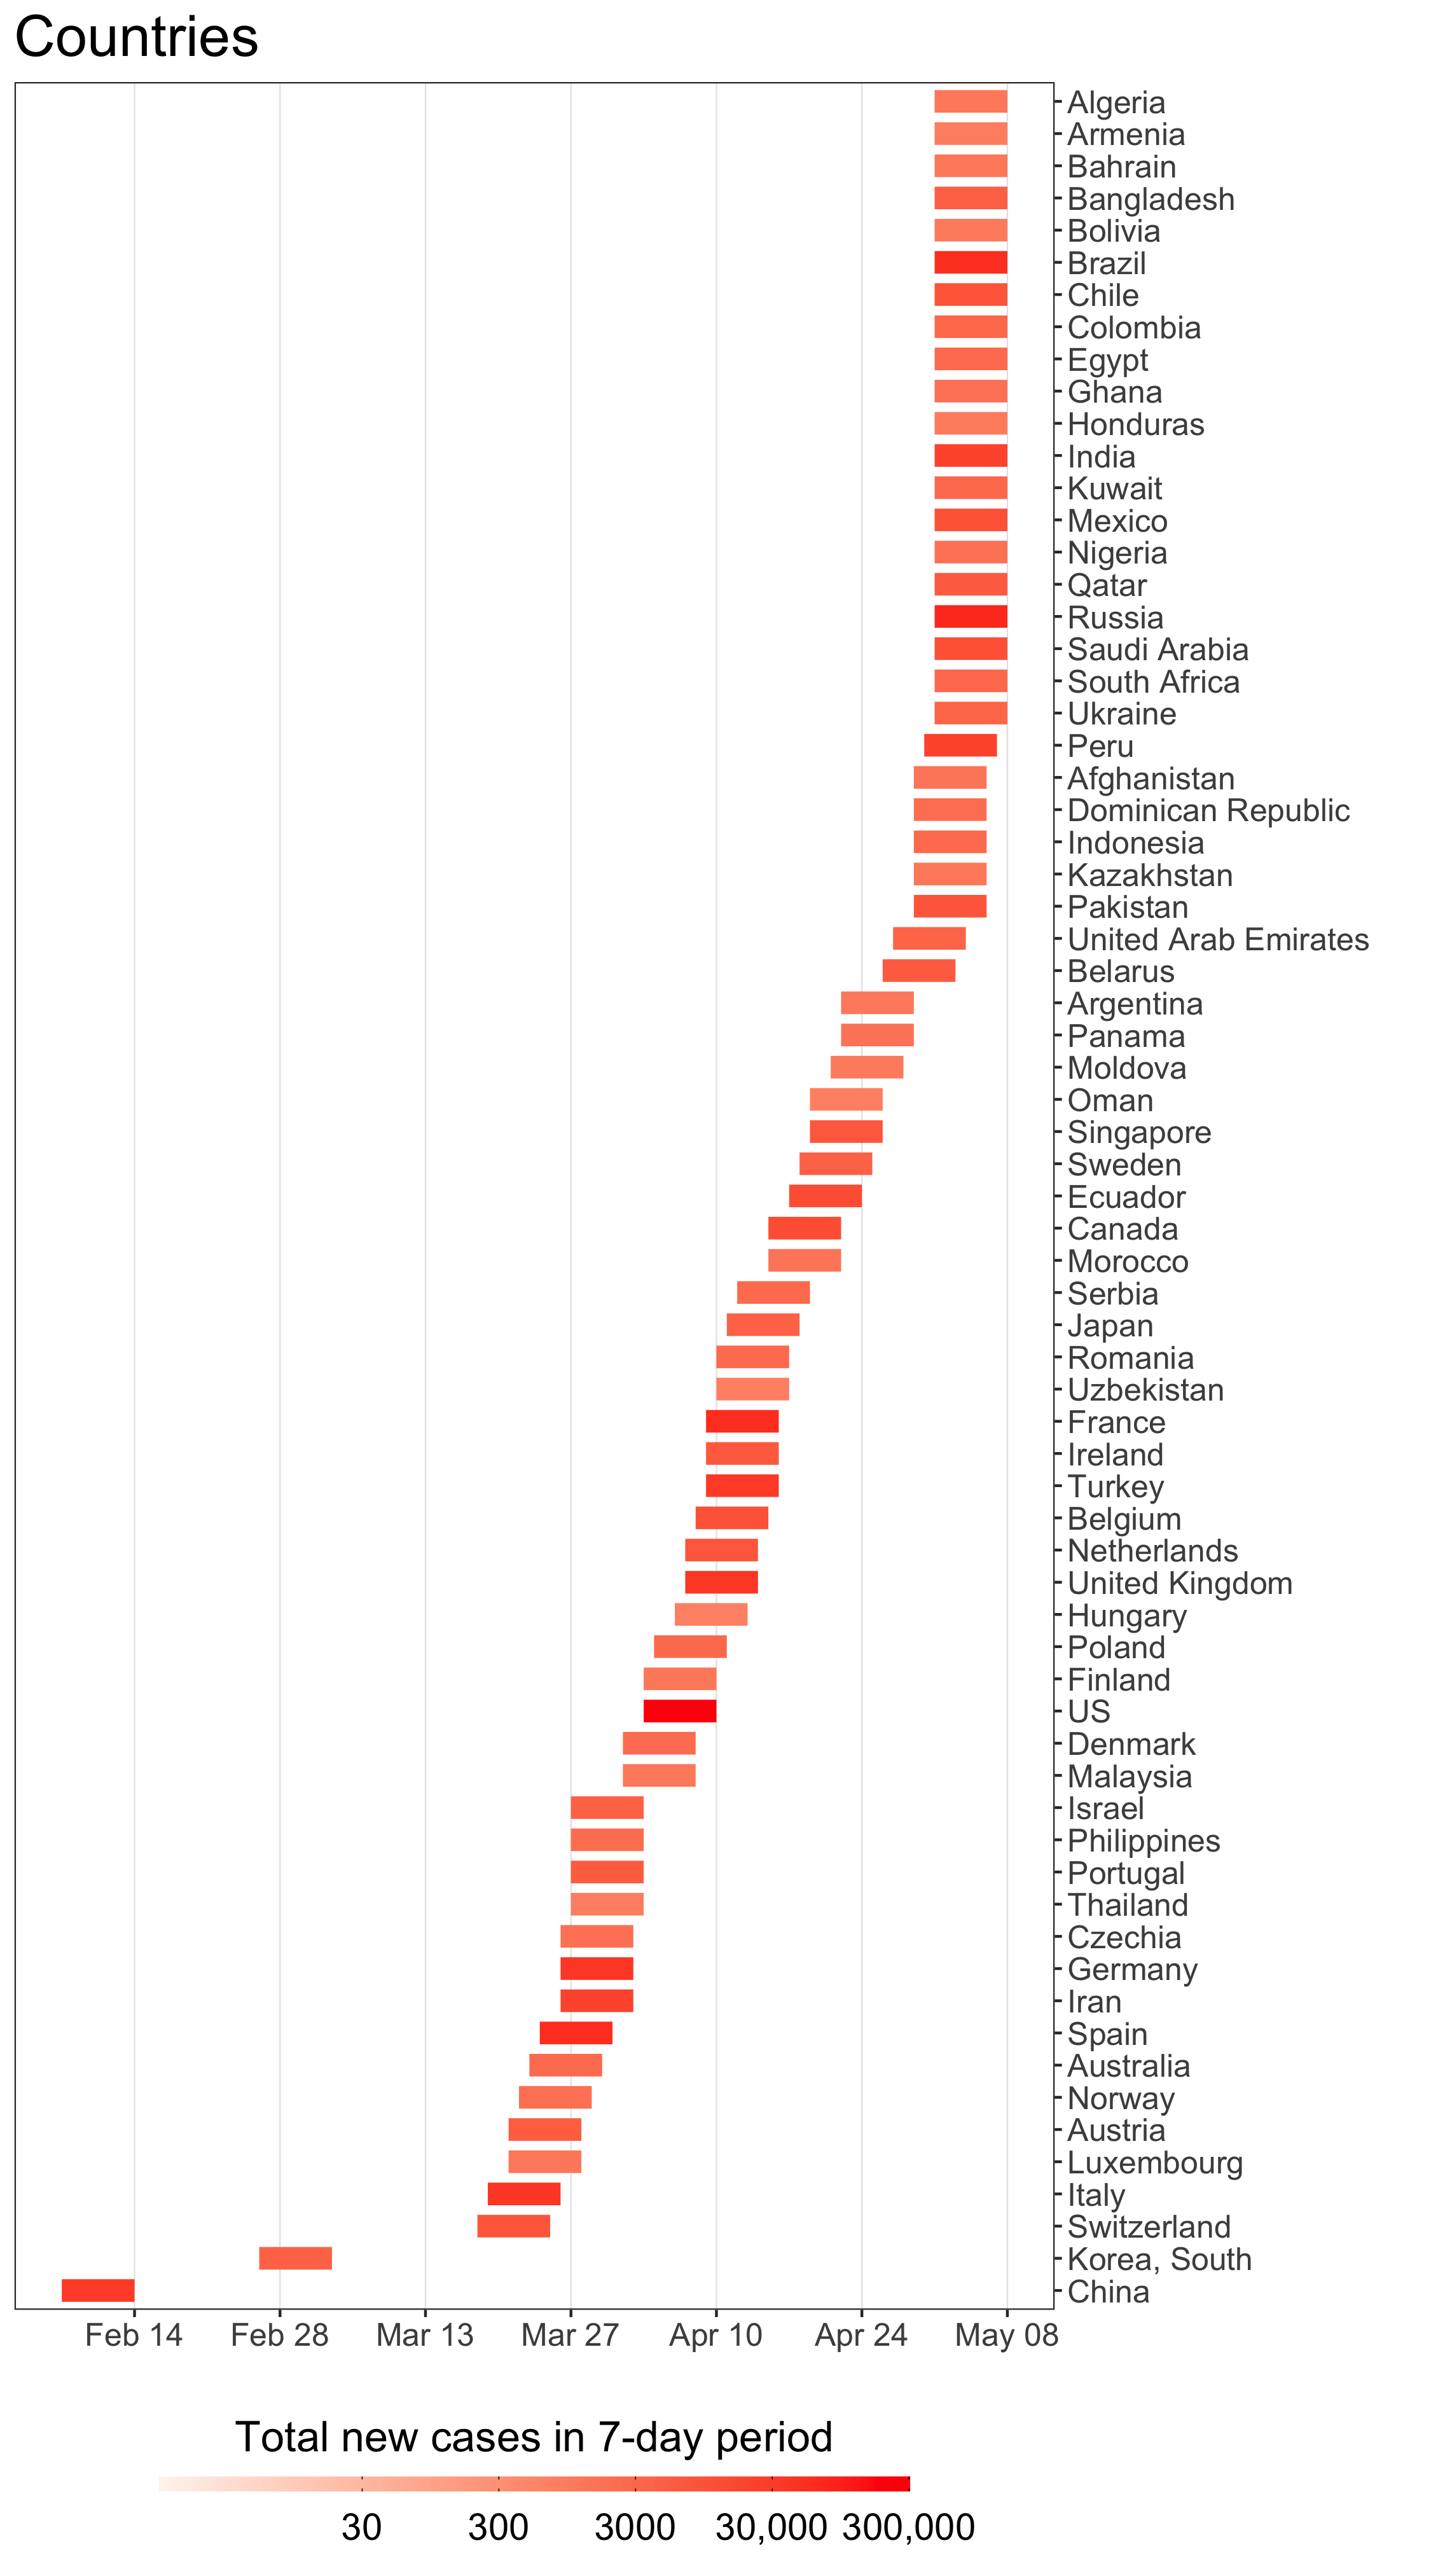 Countries
Algeria
Armenia
Bahrain
Bangladesh
Bolivia
Brazil
Chile
Colombia
Egypt
Ghana
Honduras
India
Kuwait
Mexico
Nigeria
Qatar
Russia
Saudi Arabia
South Africa
Ukraine
Peru
Afghanistan
Dominican Republic
Indonesia
Kazakhstan
Pakistan
United Arab Emirates
Belarus
Argentina
Panama
Moldova
Oman
Singapore
Sweden
Ecuador
Canada
Morocco
Serbia
Japan
Romania
Uzbekistan
France
Ireland
Turkey
Belgium
Netherlands
United Kingdom
Hungary
Poland
Finland
US
Denmark
Malaysia
Israel
Philippines
Portugal
Thailand
Czechia
Germany
Iran
Spain
Australia
Norway
Austria
Luxembourg
Italy
Switzerland
Korea, South
China
Feb 14 Feb 28 Mar 13 Mar 27 Apr 10 Apr 24 May 08
Total new cases in 7-day period
30 300 3000 30,000 300,000